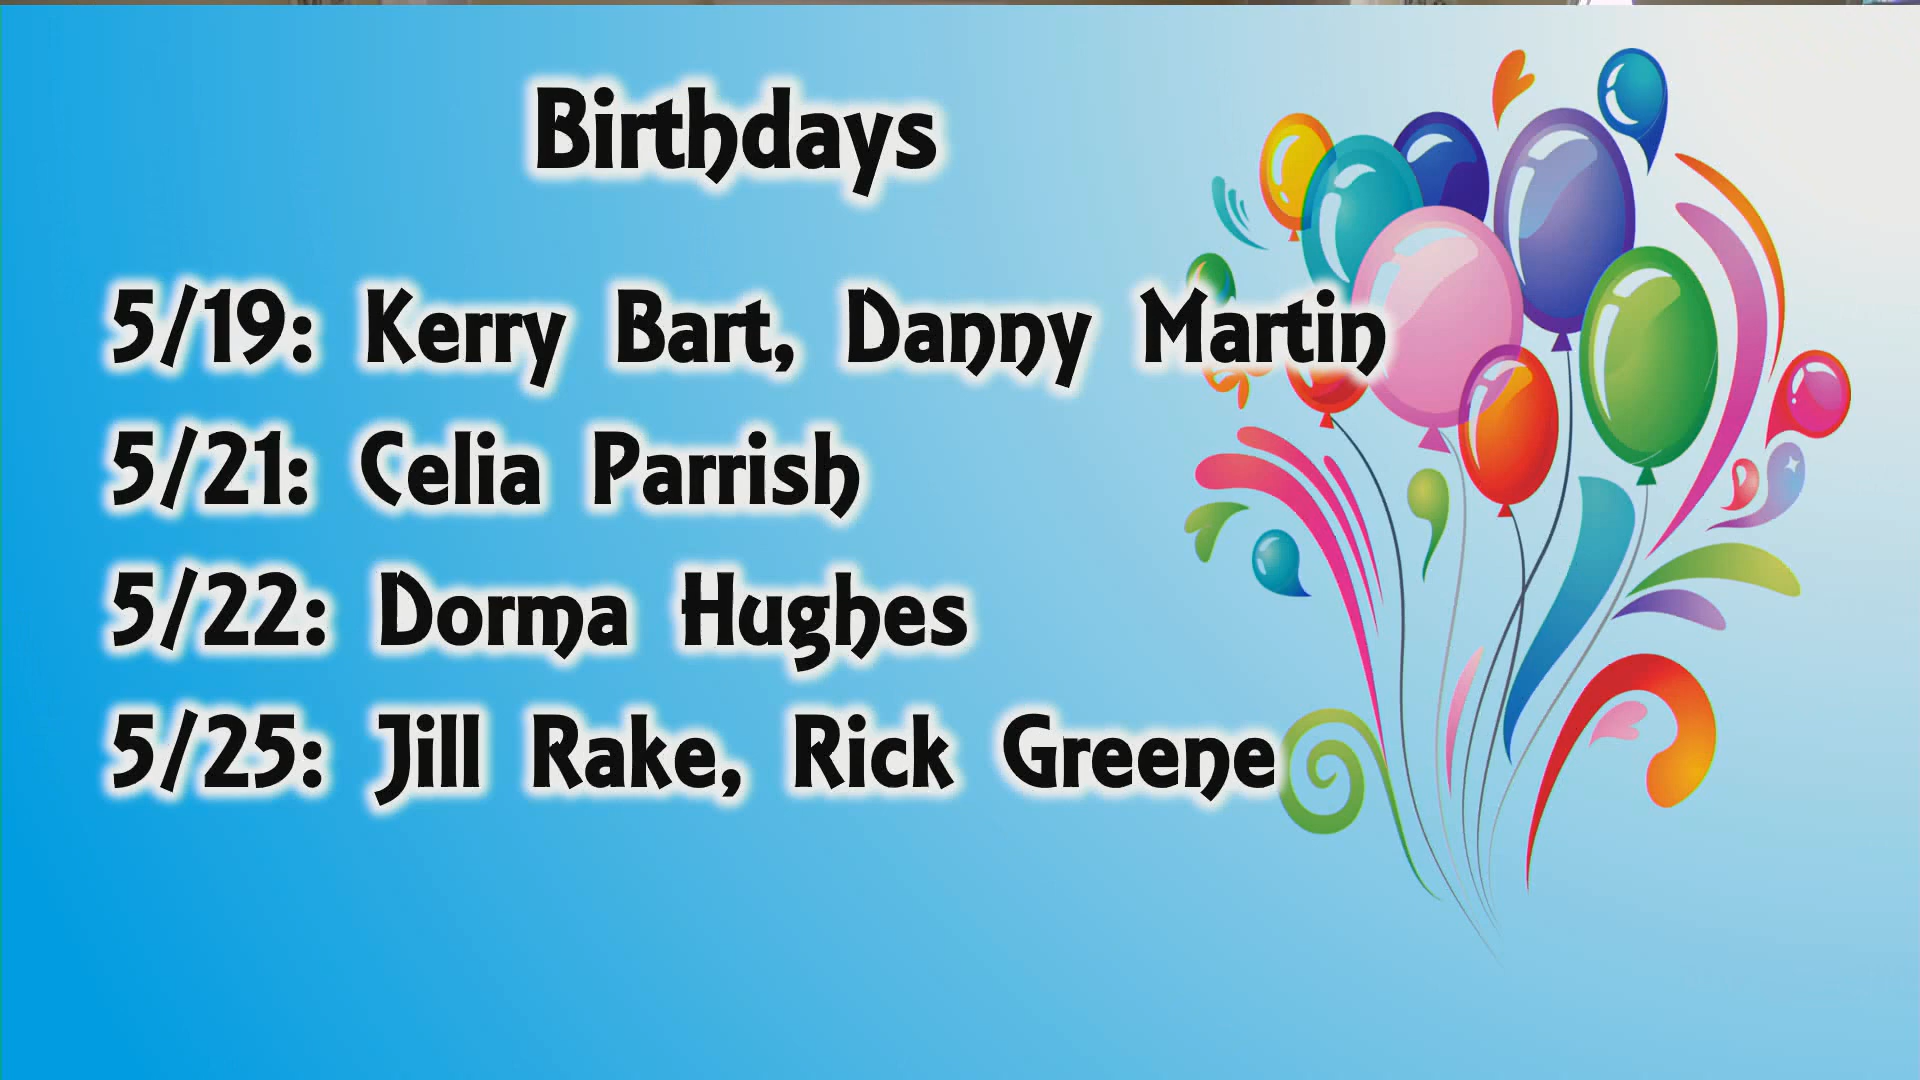 Birthdays
5/19: Kerry Bart, Danny Martin
5/21: Celia Parrish
5/22: Dorma Hughes
5/25: Jill Rake, Rick Greene